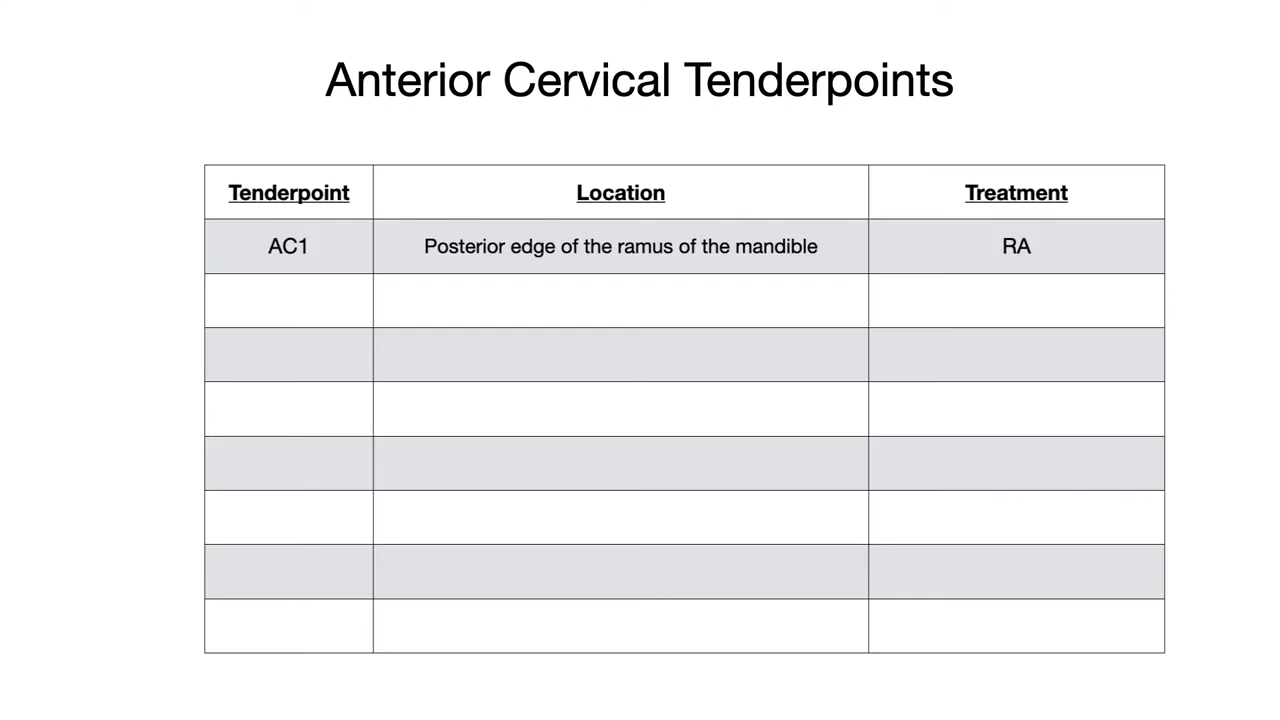 Anterior Cervical Tenderpoints
Tenderpoint Location Treatment
AC1 Posterior edge of the ramus of the mandible RA